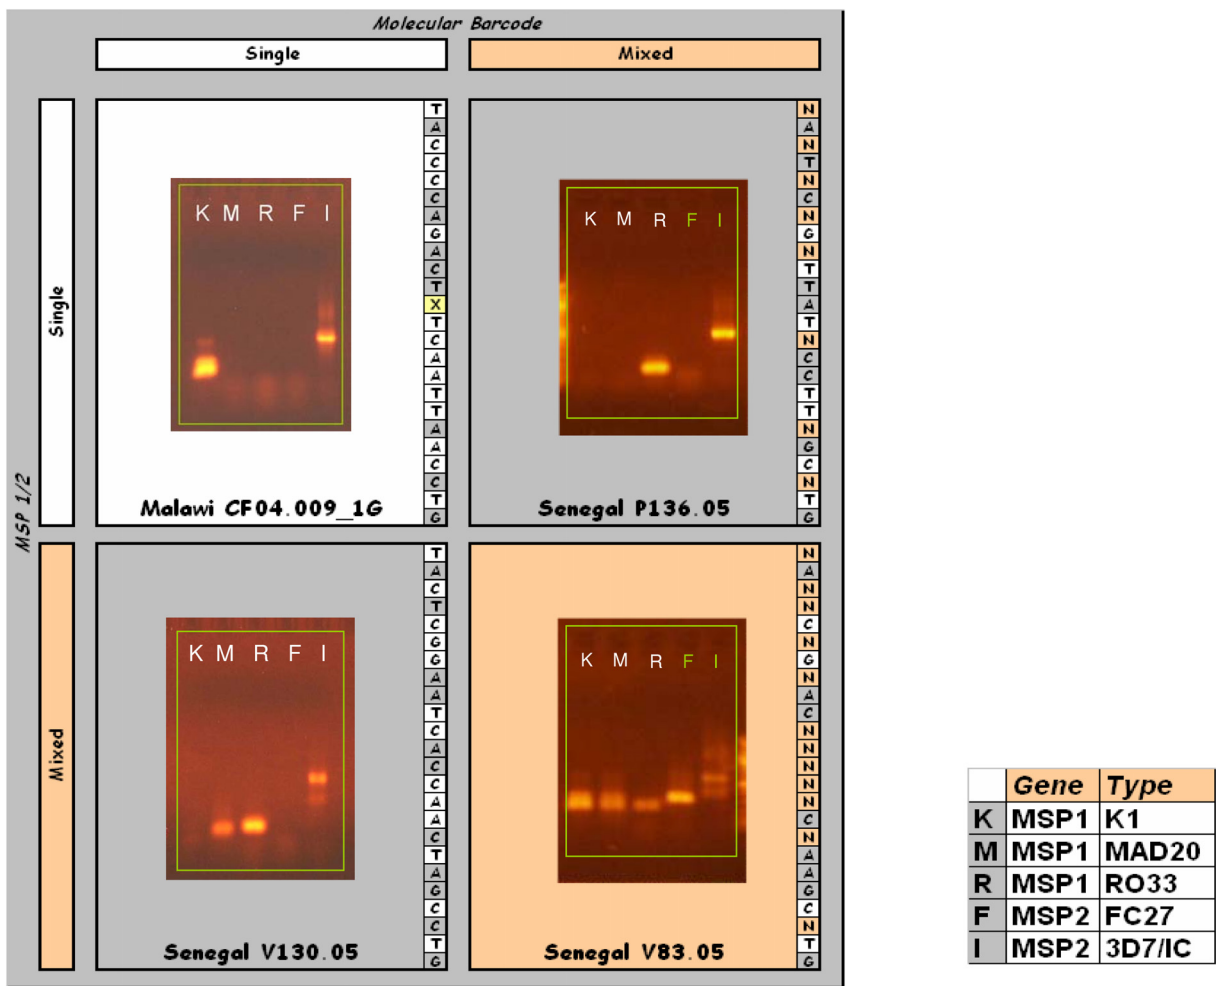 Molecular Barcode
Single
Mixed
MSP 1/2
Single
K M R F I
T A C C C C A G A C T X T C A A T T A A C C T G
Malawi CF04.009_1G
K M R F I
N A N T N C N G N T T A T N C C T T N G C N T G
Senegal P136.05
Mixed
K M R F I
T A C T C G G A A T C A C C A A C T A G C C T G
Senegal V130.05
K M R F I
N A N N C N G N A C N N N N N C N A A G C N T G
Senegal V83.05
Gene Type
K MSP1 K1
M MSP1 MAD20
R MSP1 RO33
F MSP2 FC27
I MSP2 3D7/IC